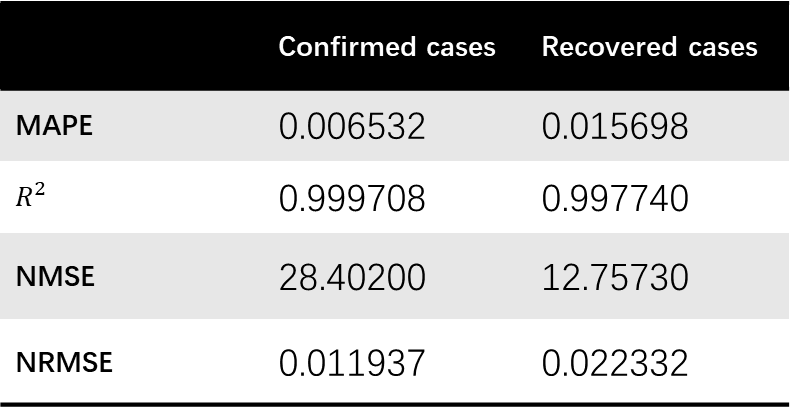 Confirmed cases Recovered cases
MAPE 0.006532 0.015698
R² 0.999708 0.997740
NMSE 28.40200 12.75730
NRMSE 0.011937 0.022332